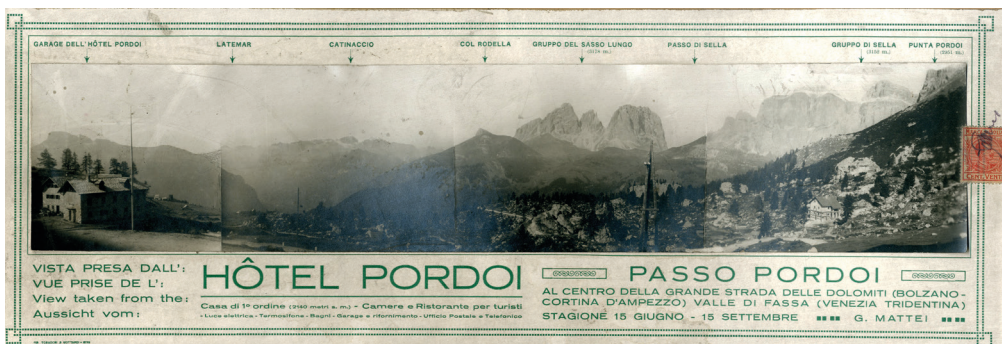 GARAGE DELL'HÔTEL PORDOI
LATEMAR
CATINACCIO
COL RODELLA
GRUPPO DEL SASSO LUNGO
PASSO DI SELLA
GRUPPO DI SELLA
PUNTA PORDOI
VISTA PRESA DALL':
VUE PRISE DE L':
View taken from the:
Aussicht vom:
HÔTEL PORDOI
Casa di 1º ordine (2140 metri s. m.) - Camere e Ristorante per turisti
- Luce elettrica - Termosifone - Bagni - Garage e rifornimento - Ufficio Postale e Telefonico
PASSO PORDOI
AL CENTRO DELLA GRANDE STRADA DELLE DOLOMITI (BOLZANO-
CORTINA D'AMPEZZO) VALLE DI FASSA (VENEZIA TRIDENTINA)
STAGIONE 15 GIUGNO - 15 SETTEMBRE G. MATTEI